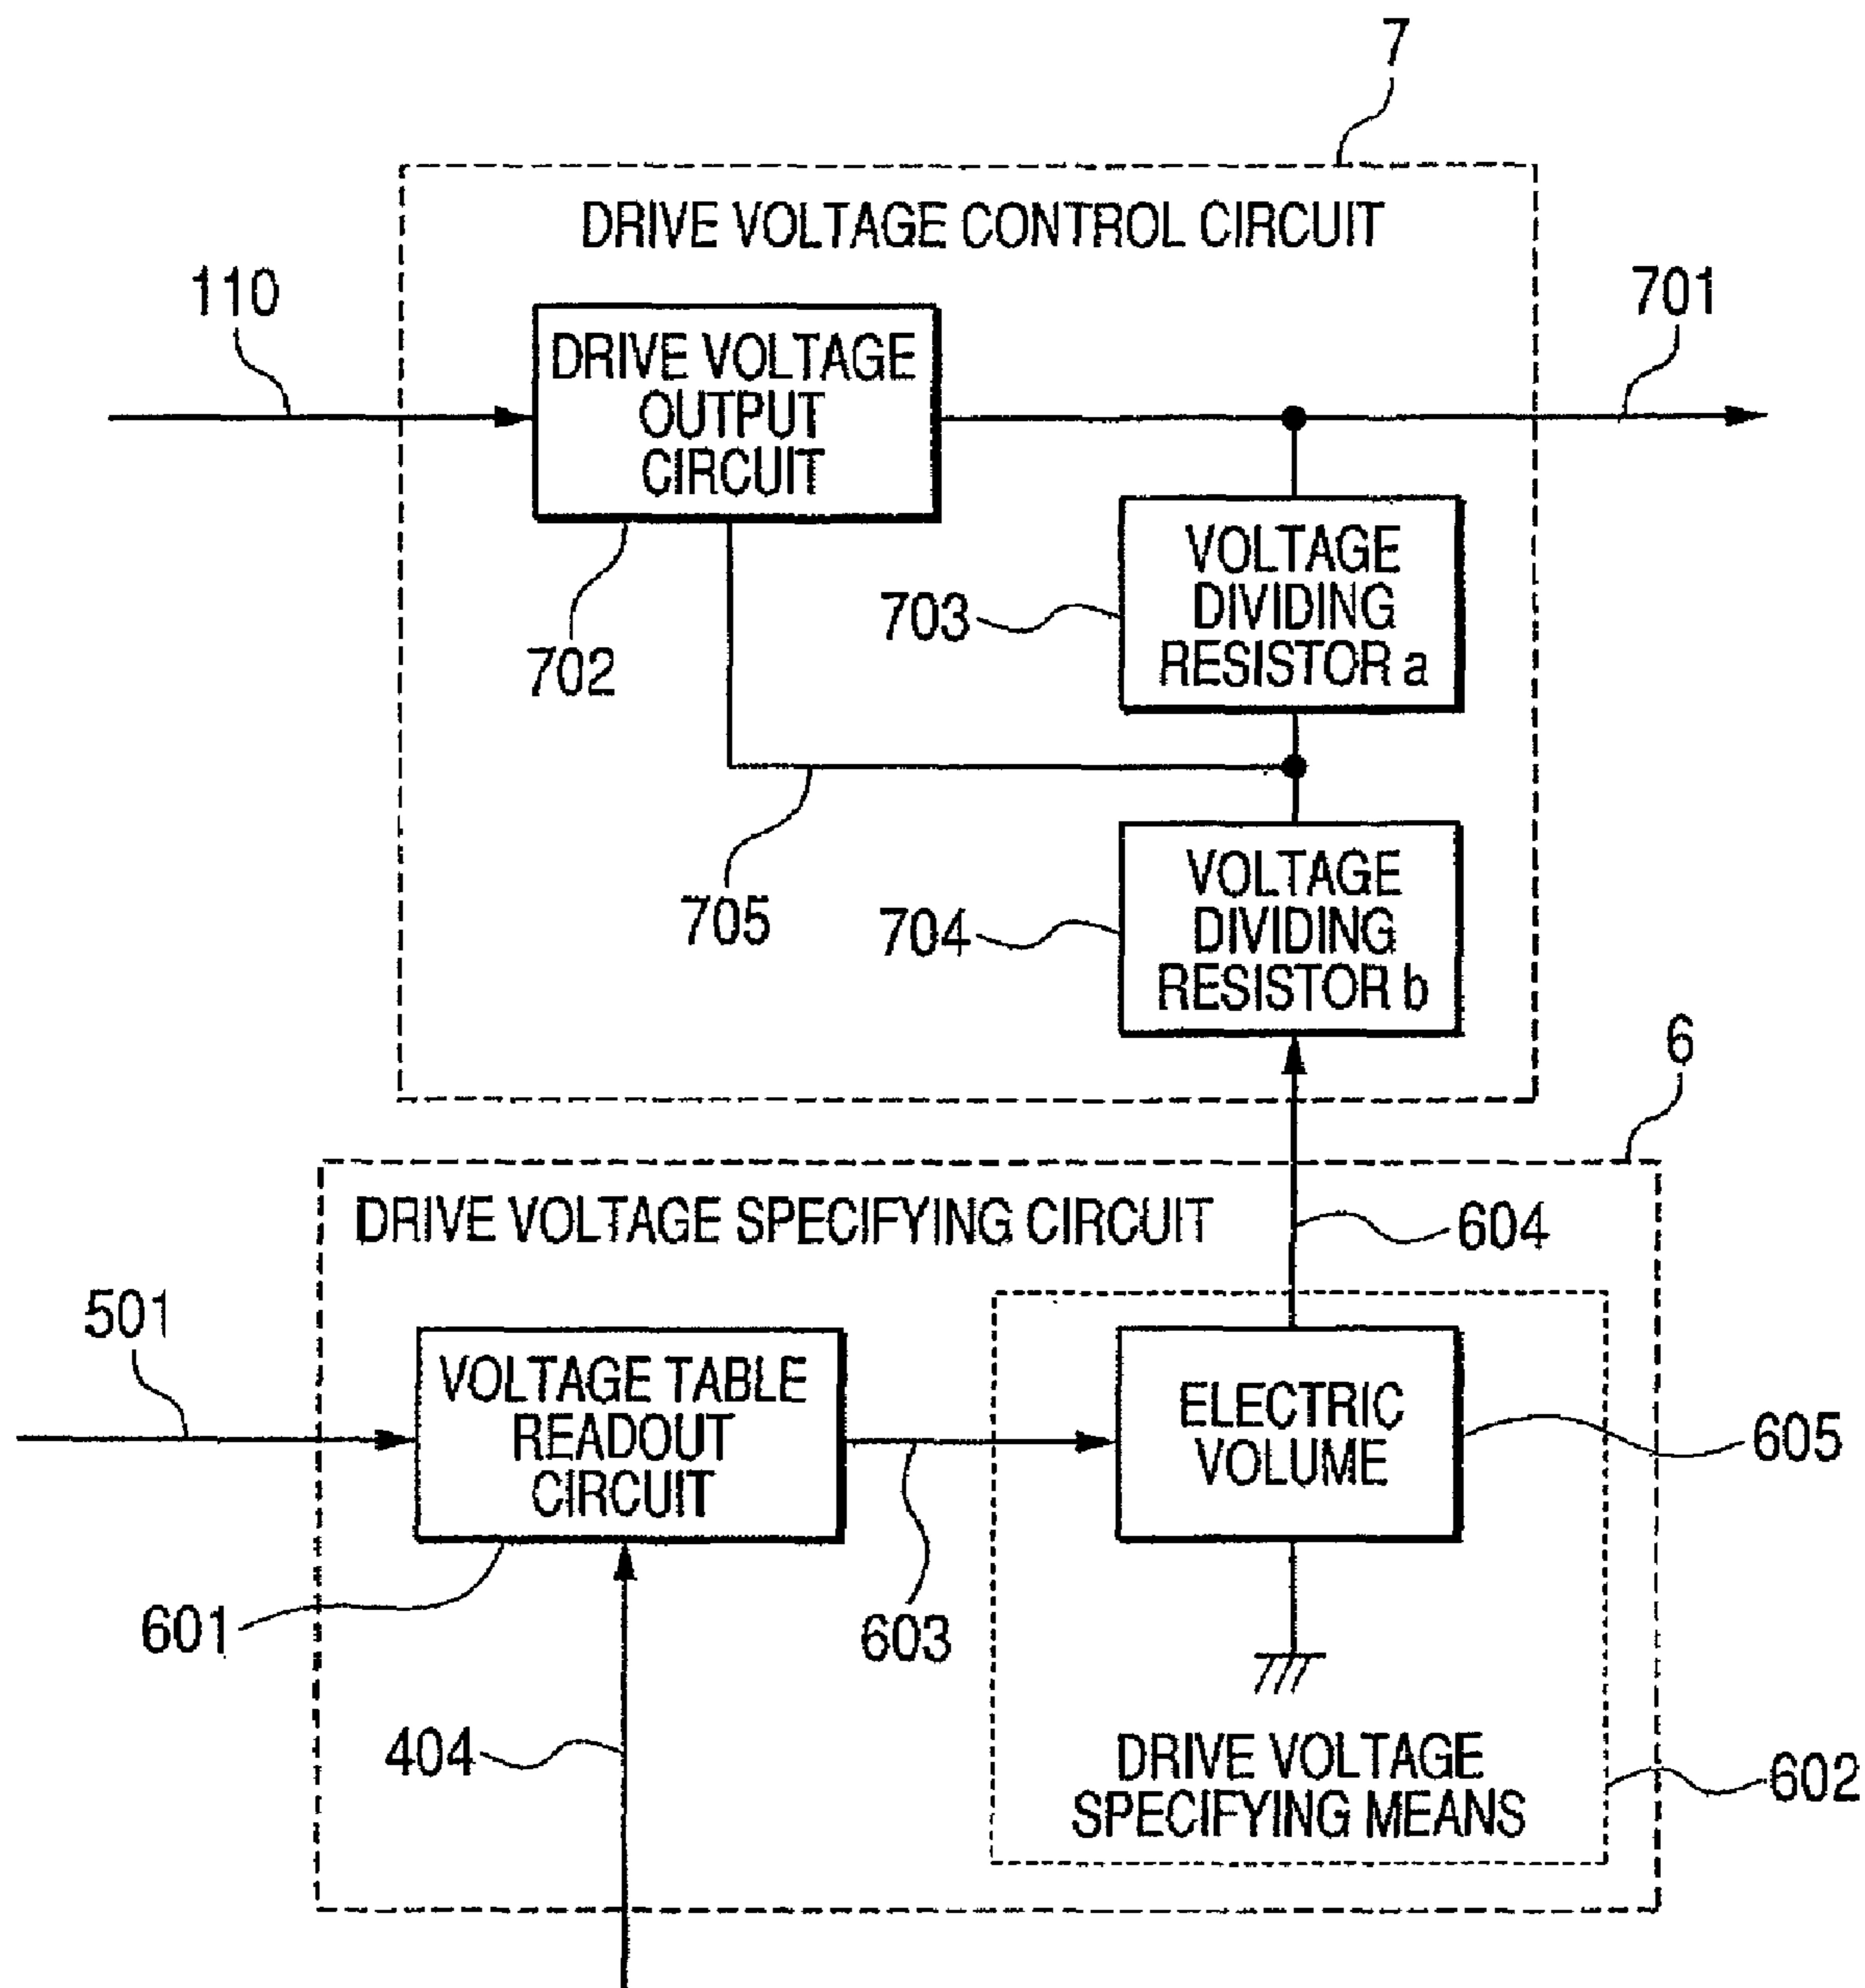 7
DRIVE VOLTAGE CONTROL CIRCUIT
110
701
DRIVE VOLTAGE
OUTPUT
CIRCUIT
702
703
VOLTAGE
DIVIDING
RESISTOR a
705
704
VOLTAGE
DIVIDING
RESISTOR b
6
DRIVE VOLTAGE SPECIFYING CIRCUIT
604
501
VOLTAGE TABLE
READOUT
CIRCUIT
ELECTRIC
VOLUME
605
601
603
404
DRIVE VOLTAGE
SPECIFYING MEANS
602